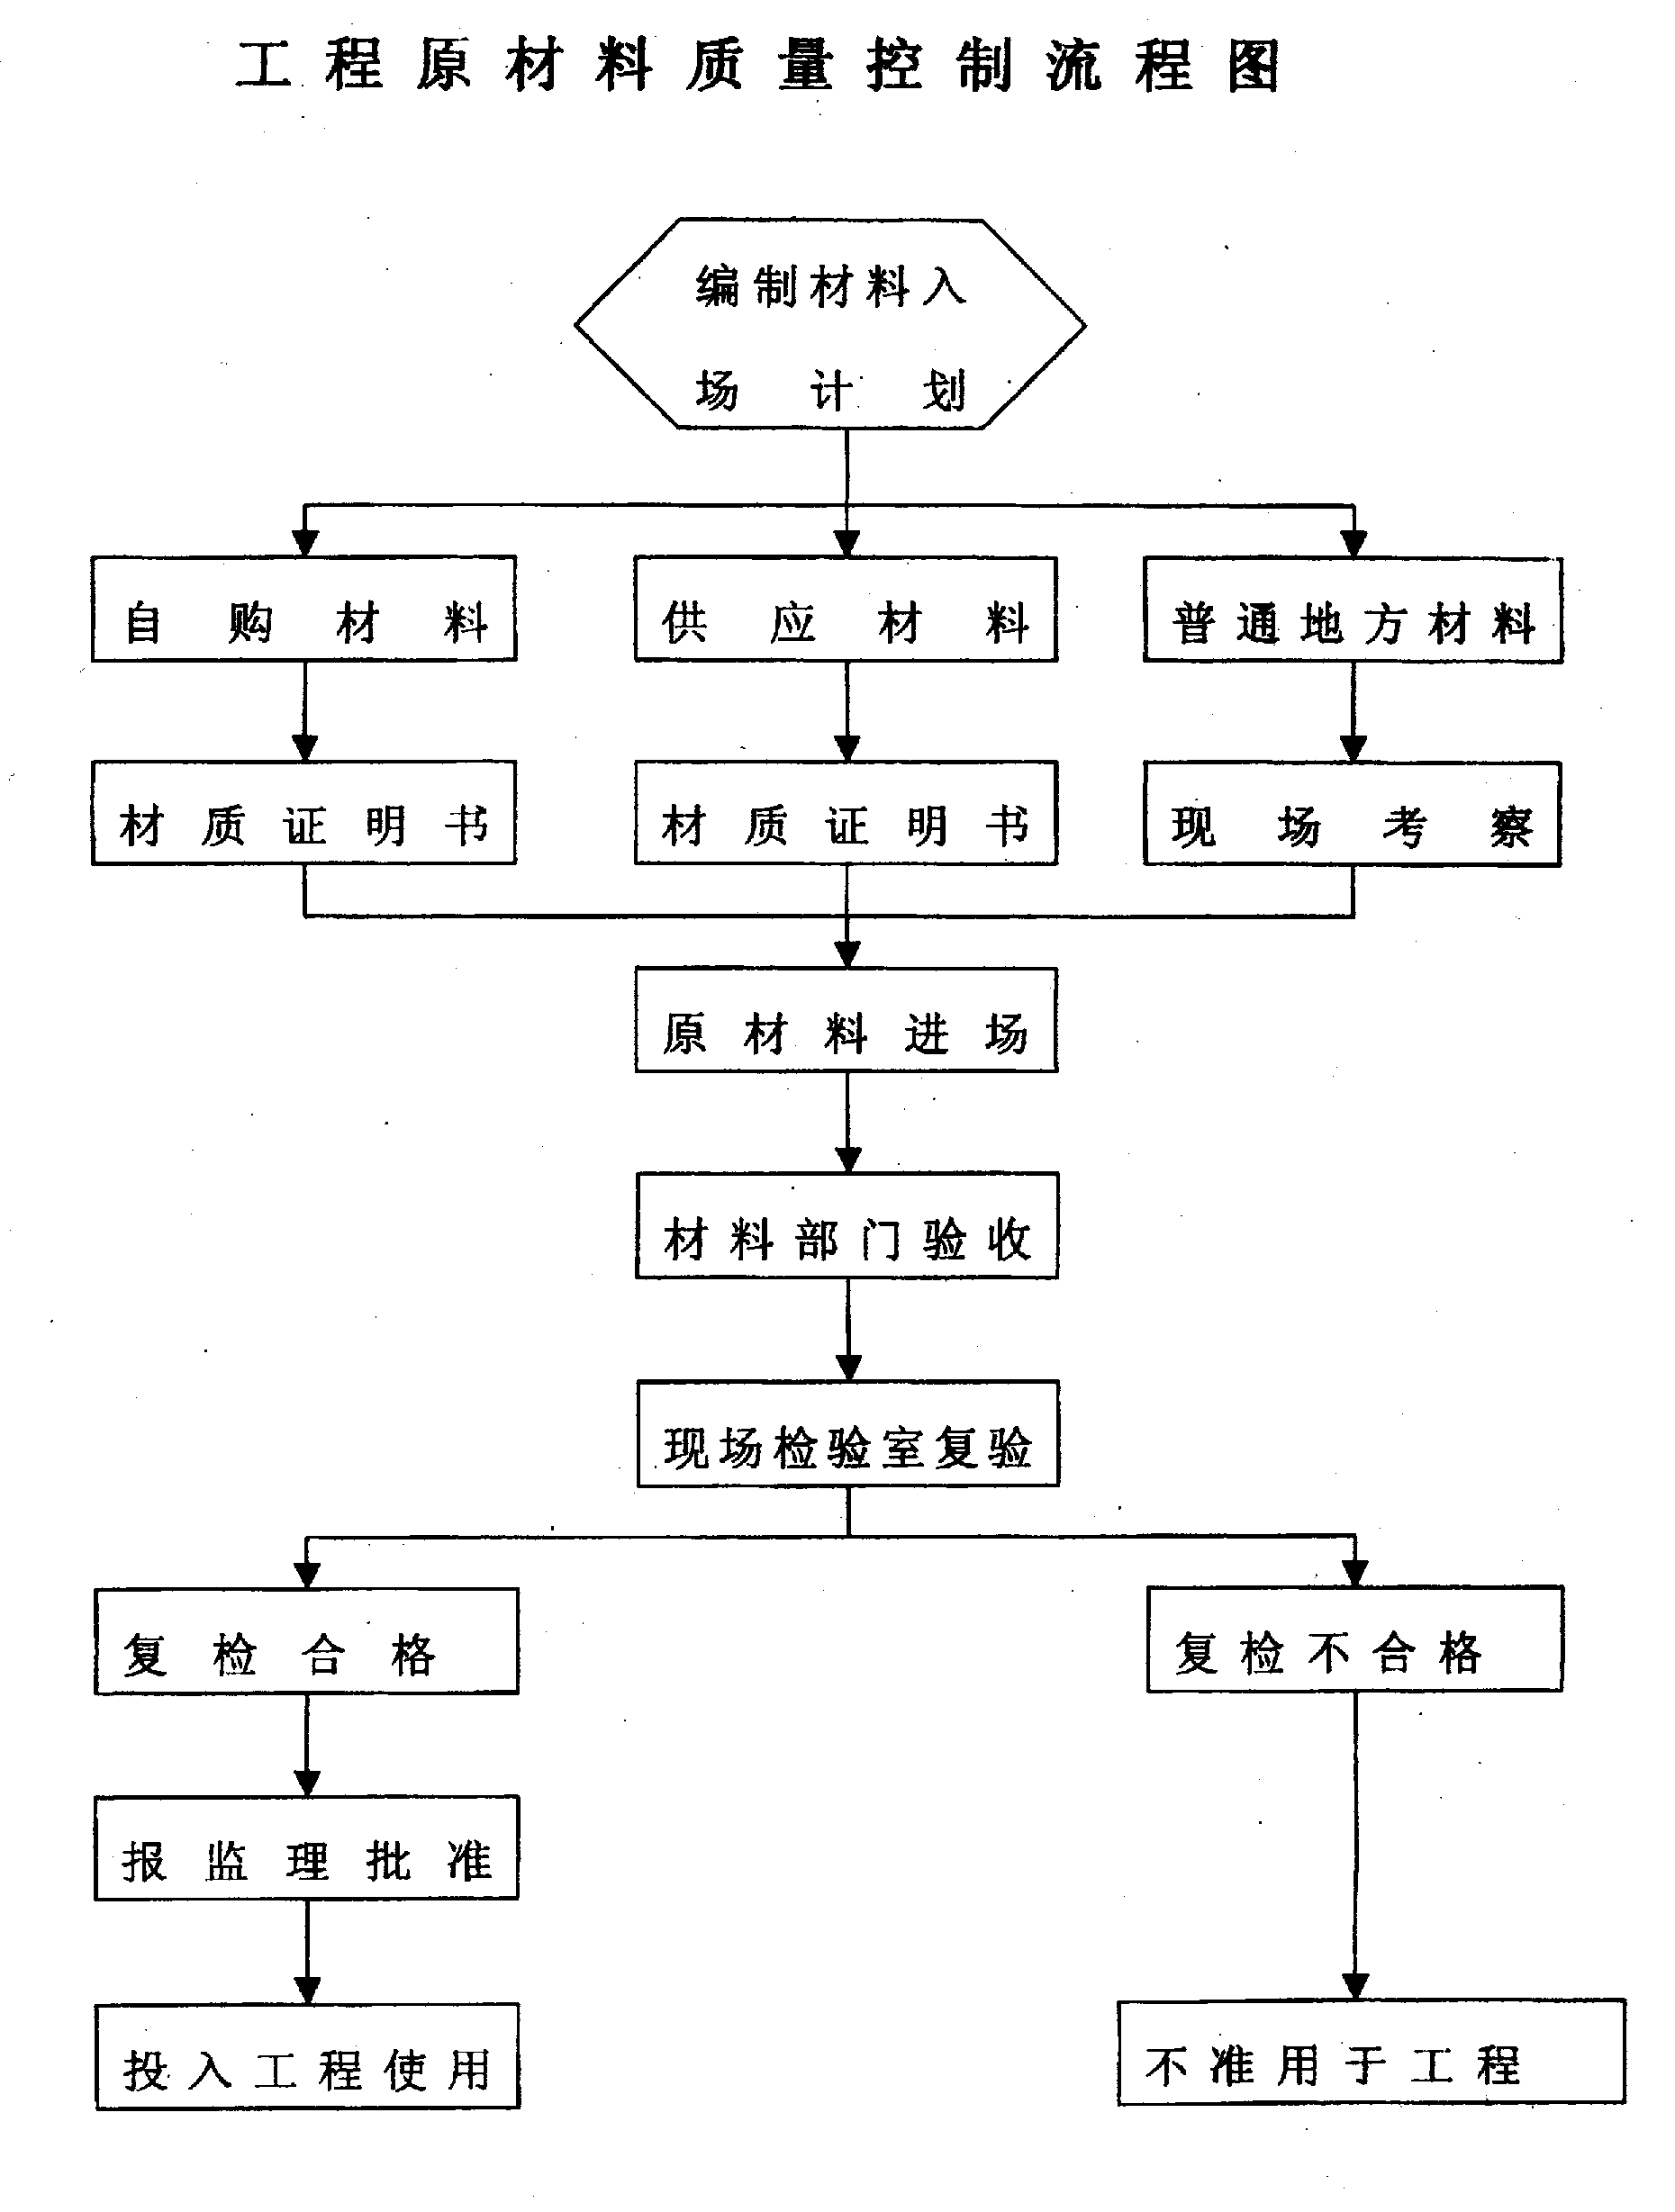 工程原材料质量控制流程图
编制材料入
场计划
自购材料
供应材料
普通地方材料
材质证明书
材质证明书
现场考察
原材料进场
材料部门验收
现场检验室复验
复检合格
复检不合格
报监理批准
投入工程使用
不准用于工程